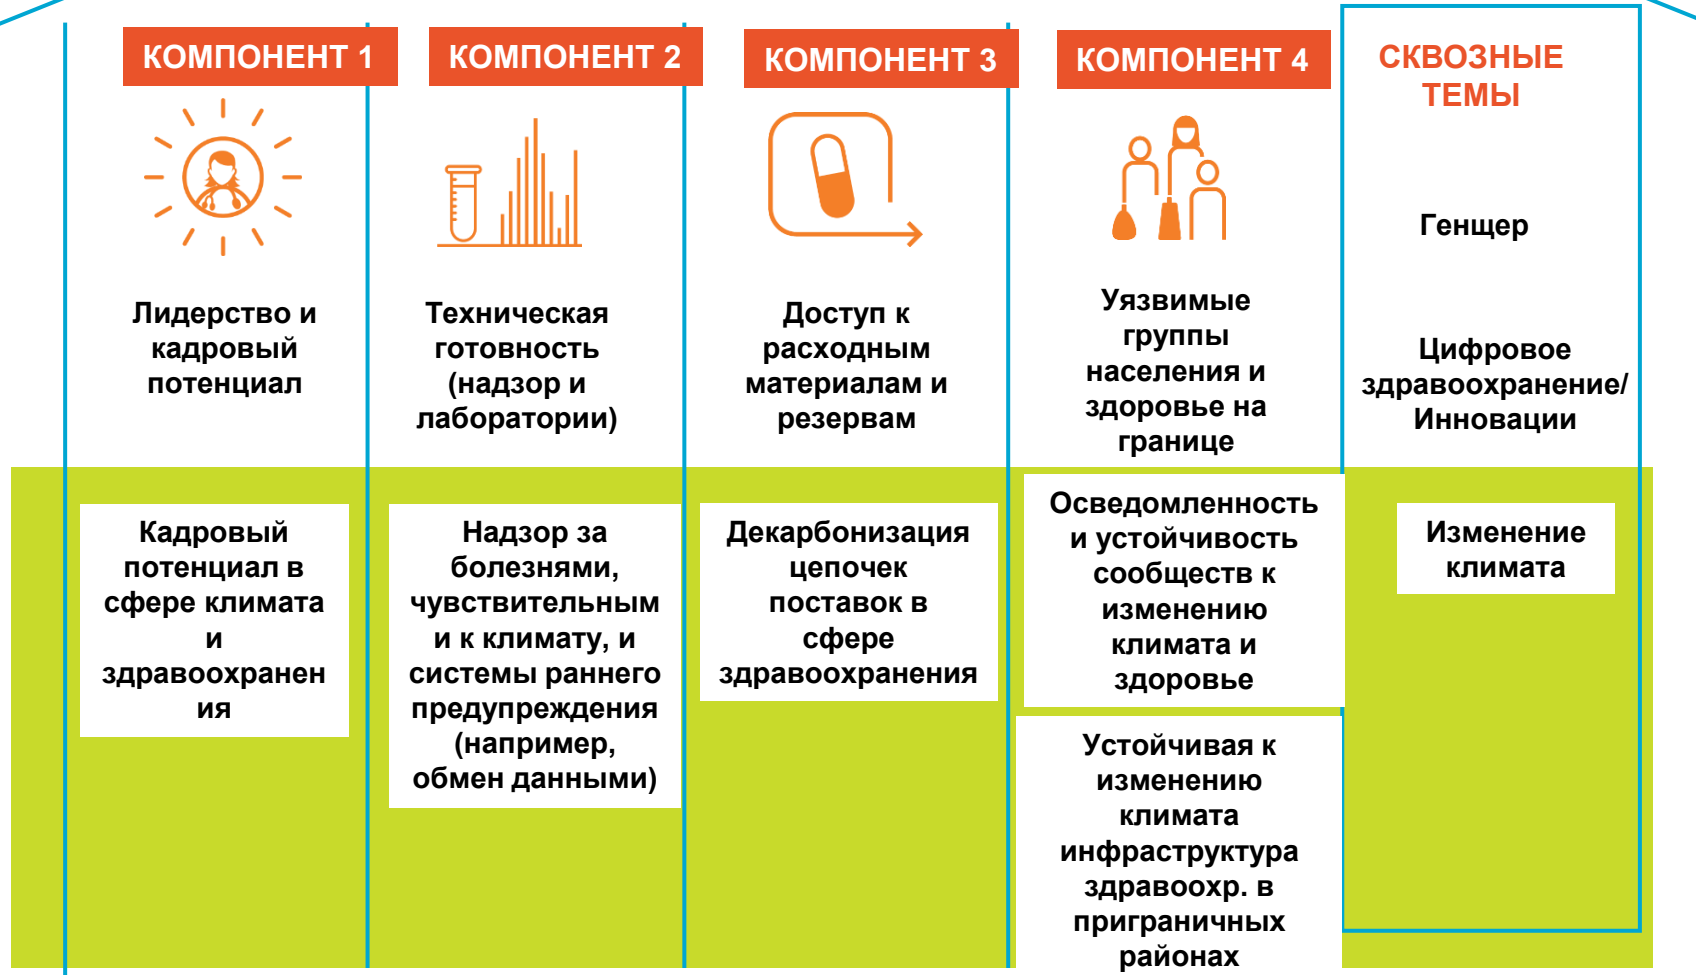 КОМПОНЕНТ 1
Лидерство и
кадровый
потенциал
Кадровый
потенциал в
сфере климата
и
здравоохранен
ия
КОМПОНЕНТ 2
Техническая
готовность
(надзор и
лаборатории)
Надзор за
болезнями,
чувствительным
и к климату, и
системы раннего
предупреждения
(например,
обмен данными)
КОМПОНЕНТ 3
Доступ к
расходным
материалам и
резервам
Декарбонизация
цепочек
поставок в
сфере
здравоохранения
КОМПОНЕНТ 4
Уязвимые
группы
населения и
здоровье на
границе
Осведомленность
и устойчивость
сообществ к
изменению
климата и
здоровье
Устойчивая к
изменению
климата
инфраструктура
здравоохр. в
приграничных
районах
СКВОЗНЫЕ
ТЕМЫ
Генщер
Цифровое
здравоохранение/
Инновации
Изменение
климата